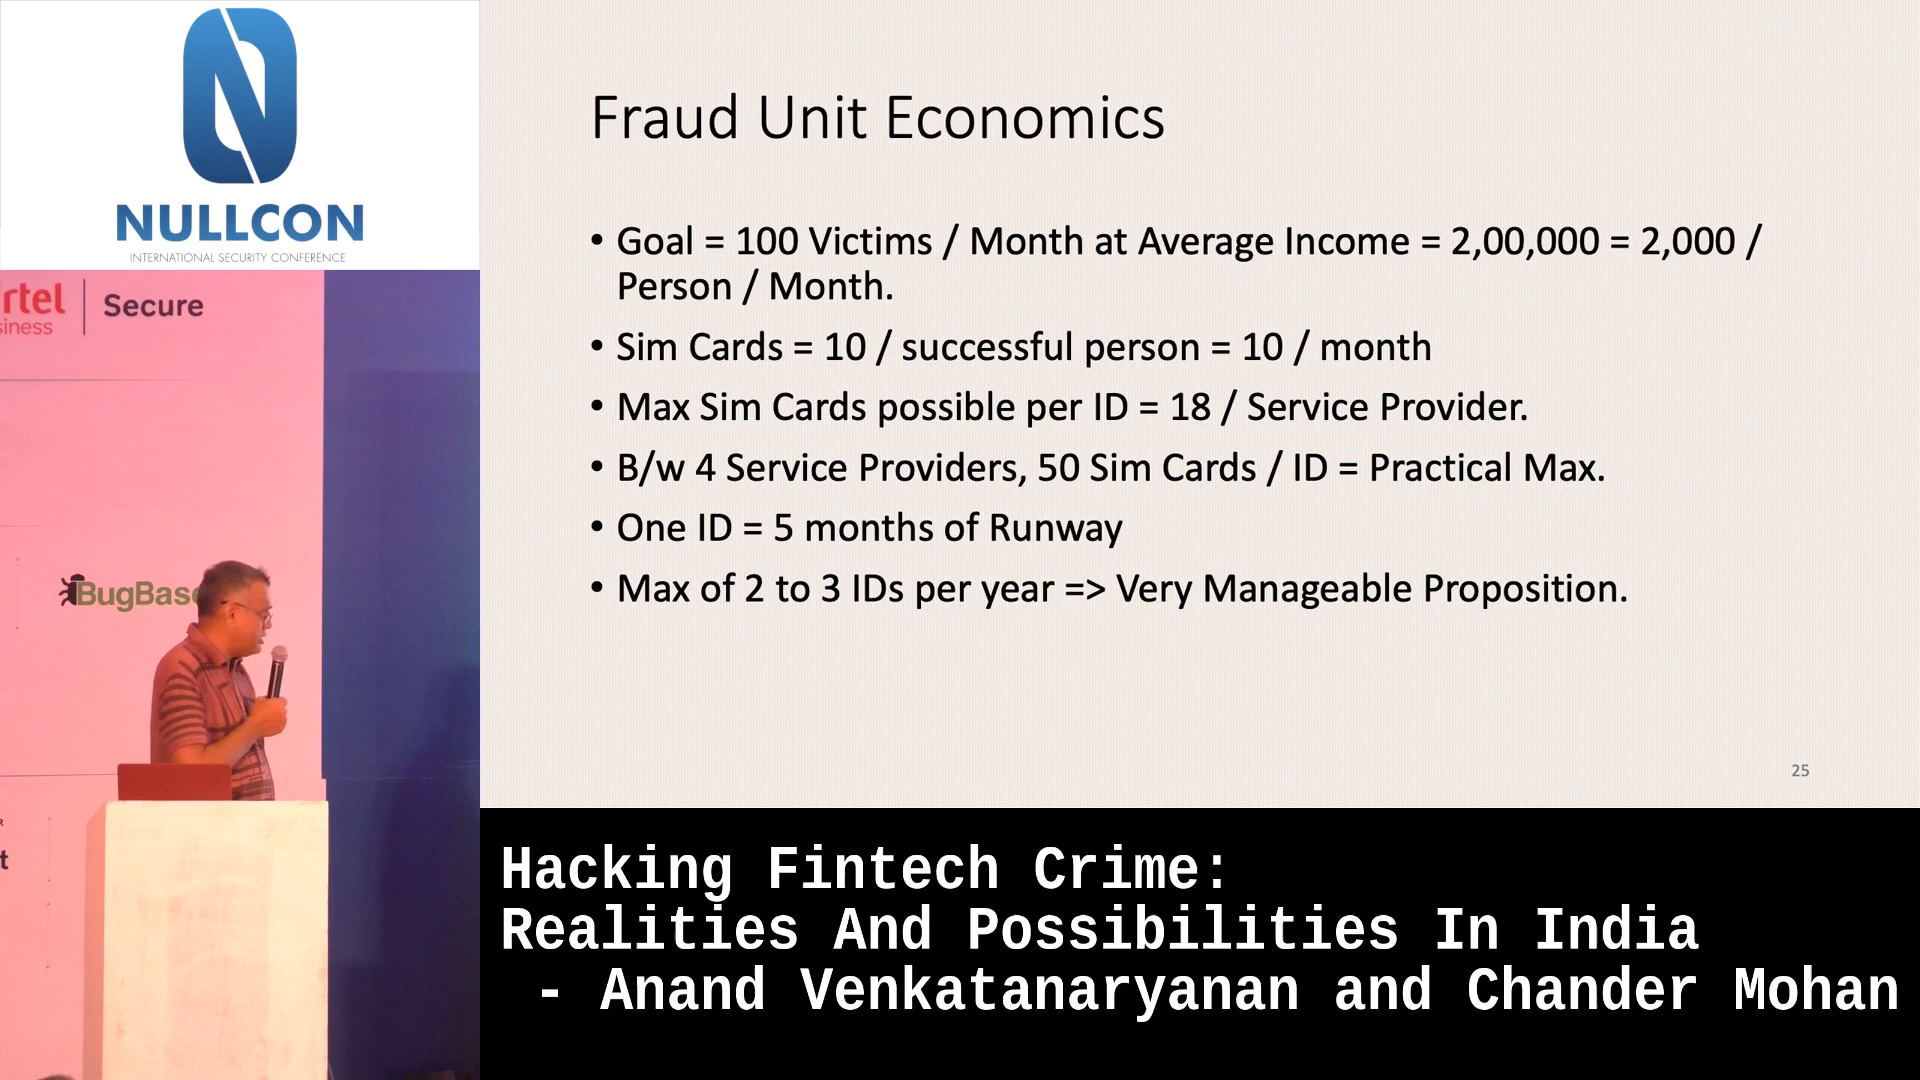 NULLCON
INTERNATIONAL SECURITY CONFERENCE
rtel
siness
Secure
BugBase
R
t
Fraud Unit Economics
• Goal = 100 Victims / Month at Average Income = 2,00,000 = 2,000 /
Person / Month.
• Sim Cards = 10 / successful person = 10 / month
• Max Sim Cards possible per ID = 18 / Service Provider.
• B/w 4 Service Providers, 50 Sim Cards / ID = Practical Max.
• One ID = 5 months of Runway
• Max of 2 to 3 IDs per year => Very Manageable Proposition.
25
Hacking Fintech Crime:
Realities And Possibilities In India
- Anand Venkatanaryanan and Chander Mohan